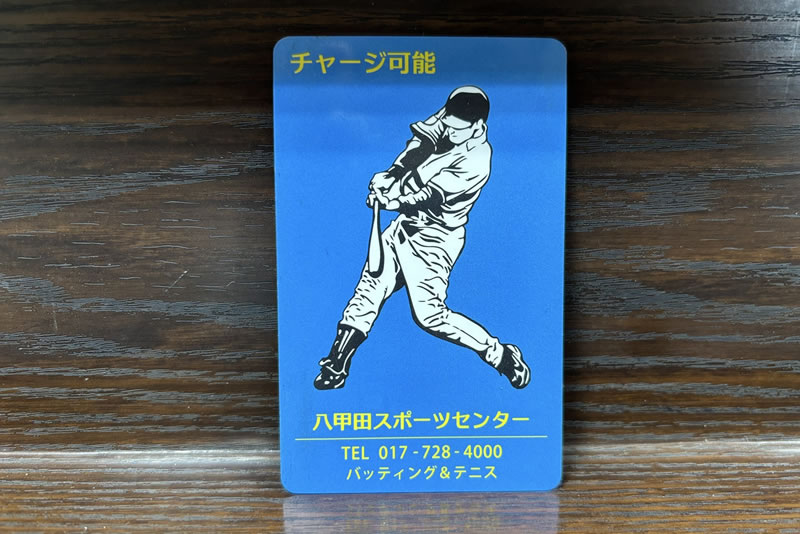 チャージ可能
八甲田スポーツセンター
TEL 017-728-4000
バッティング&テニス